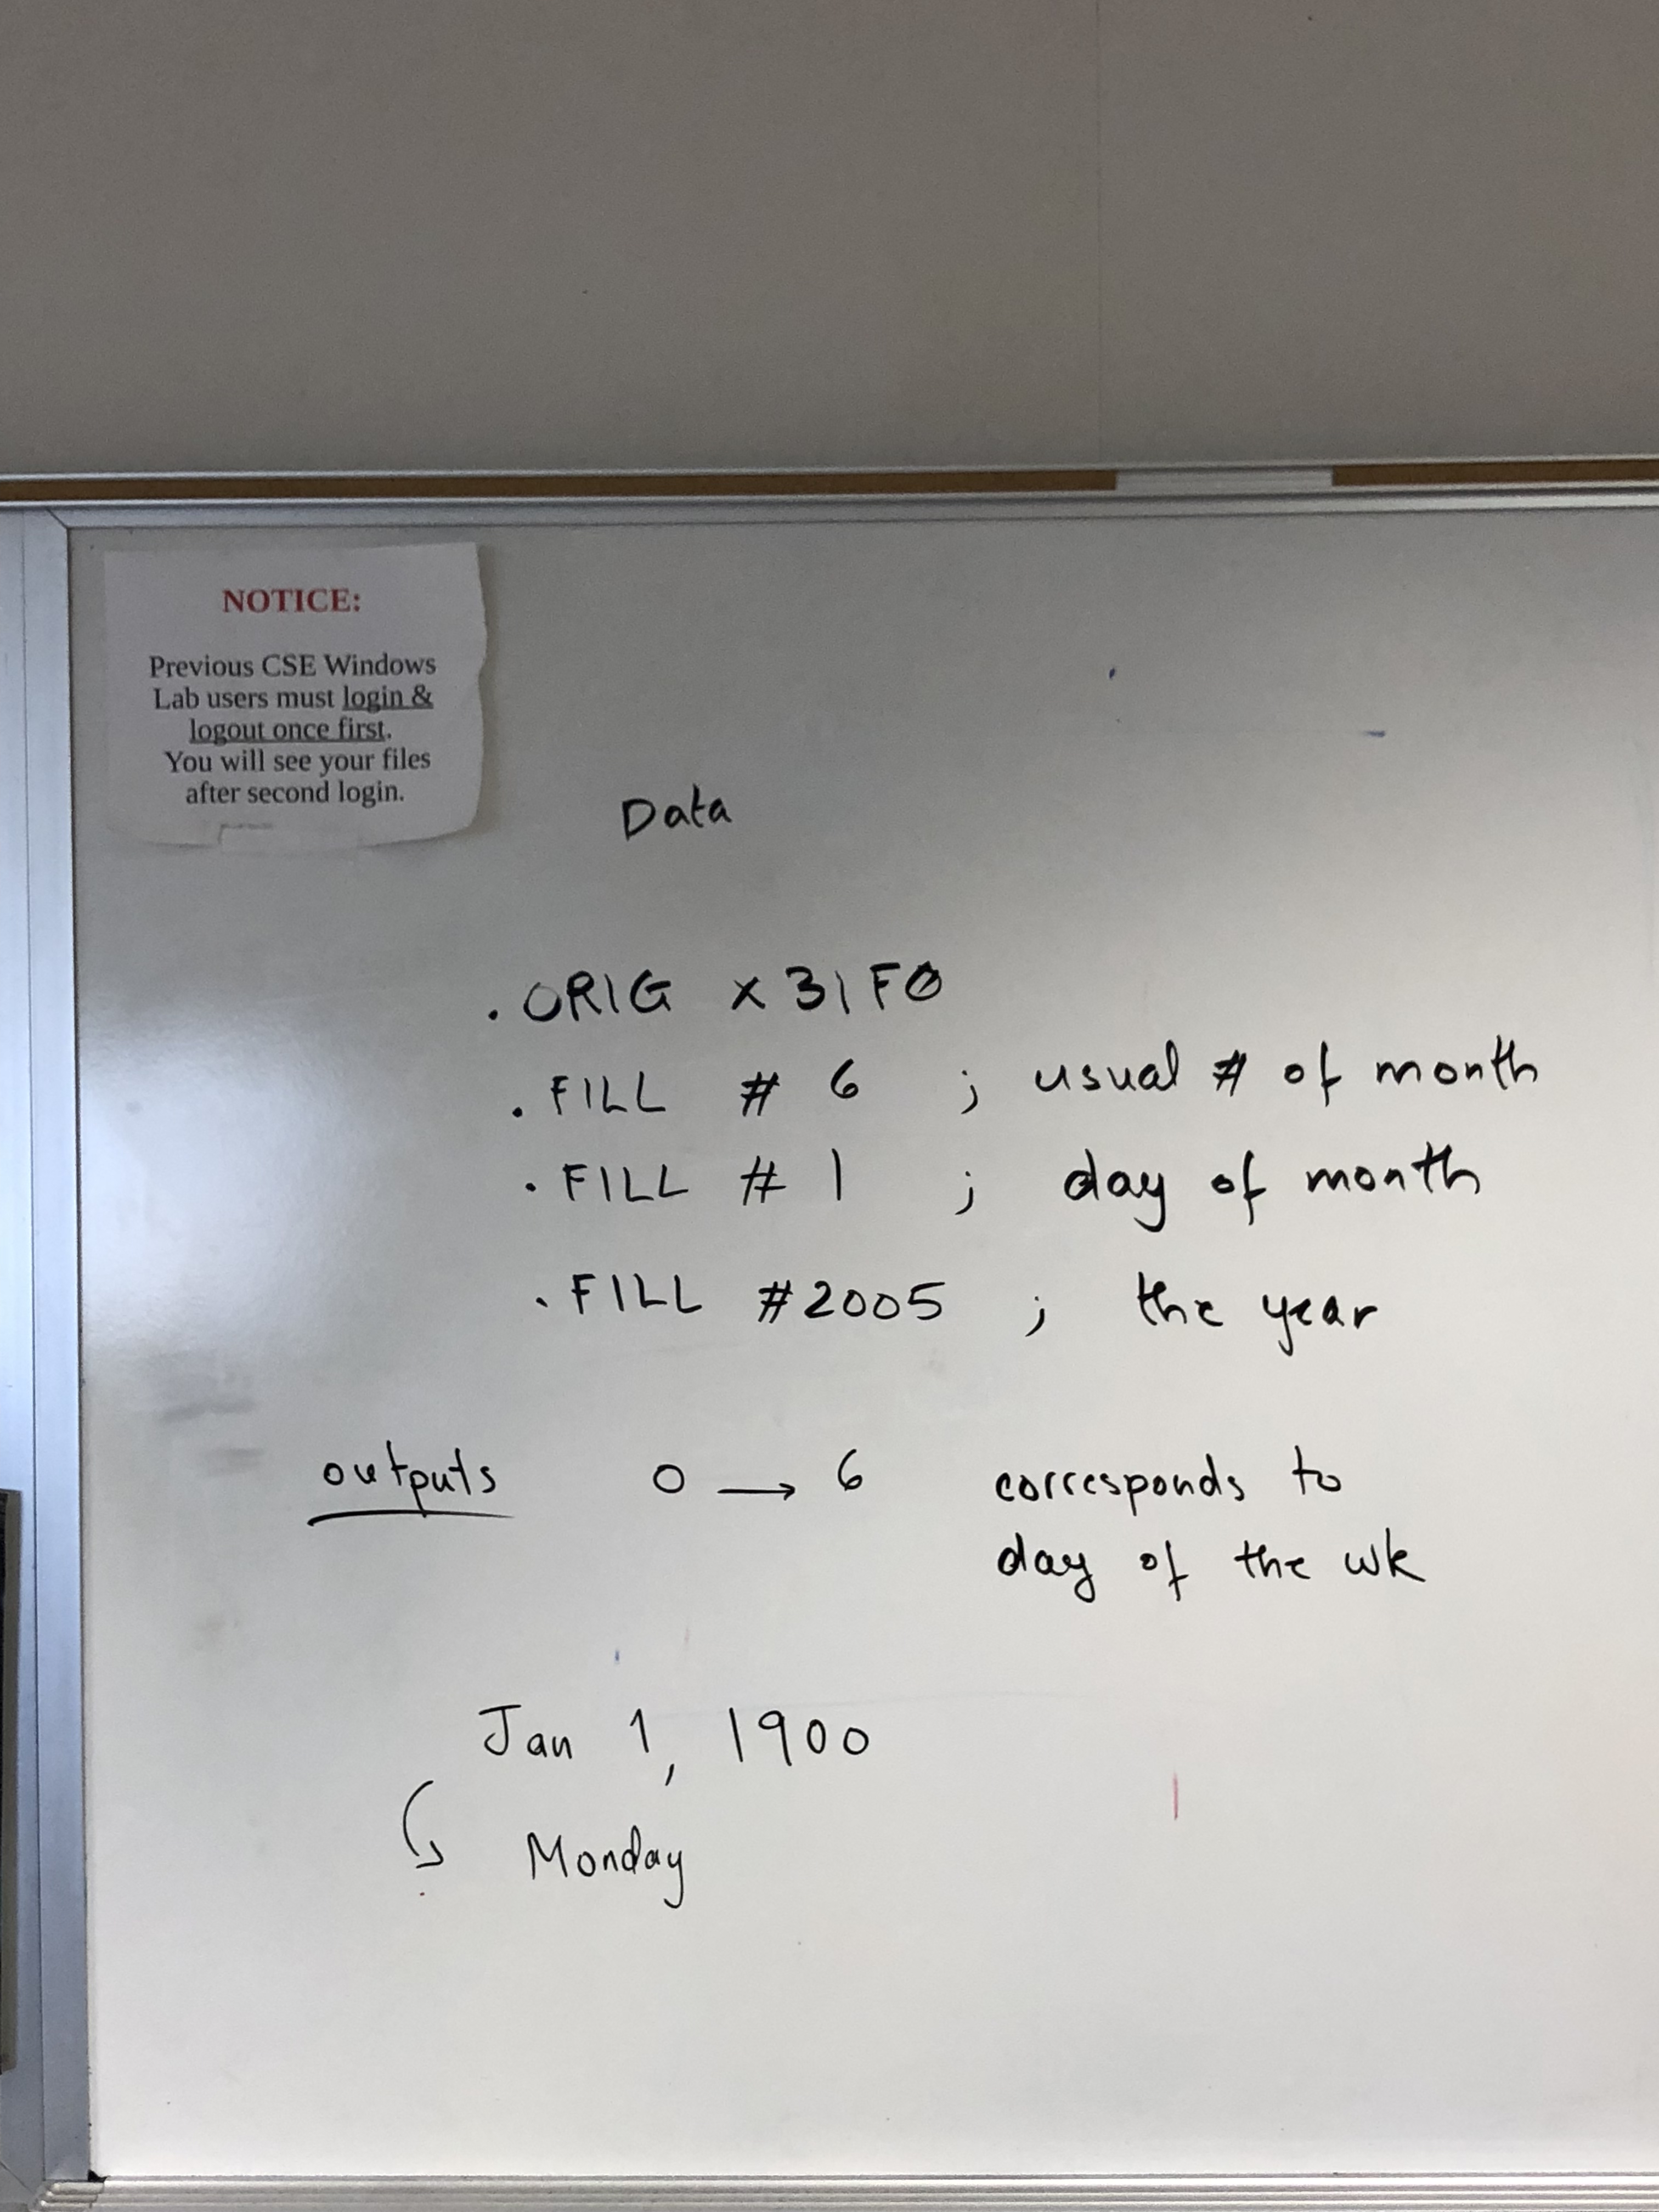 NOTICE:
Previous CSE Windows
Lab users must login &
logout once first.
You will see your files
after second login.
Data
.ORIG x31F0
.FILL #6 ; usual # of month
.FILL #1 ; day of month
.FILL #2005 ; the year
outputs 0 → 6 corresponds to
day of the wk
Jan 1, 1900
Monday